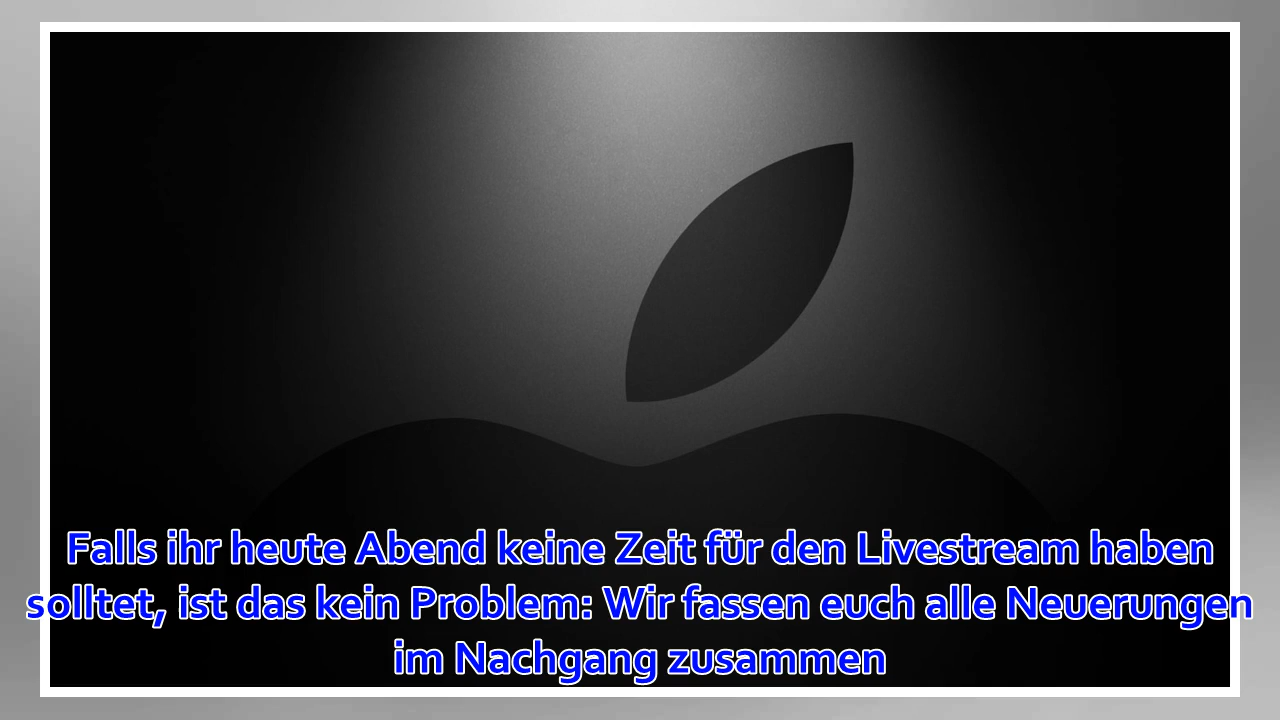 Falls ihr heute Abend keine Zeit für den Livestream haben
solltet, ist das kein Problem: Wir fassen euch alle Neuerungen
im Nachgang zusammen